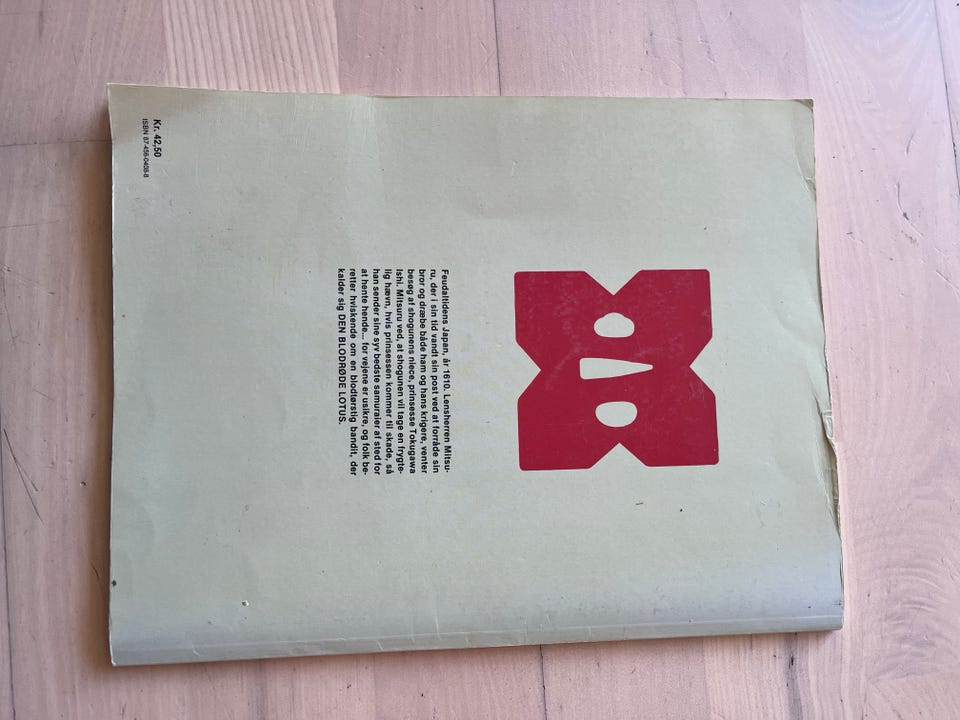 Feudaltidens Japan, år 1610. Lensherren Mitsu-
ru, der i sin tid vandt sin post ved at forråde sin
bror og dræbe både ham og hans krigere, venter
besøg af shogunens niece, prinsesse Tokugawa
Ishi. Mitsuru ved, at shogunen vil tage en frygte-
lig hævn, hvis prinsessen kommer til skade, så
han sender sine syv bedste samuraier af sted for
at hente hende... for vejene er usikre, og folk be-
retter hviskende om en blodtørstig bandit, der
kalder sig DEN BLODRØDE LOTUS.
Kr. 42,50
ISBN 87-456-0408-8